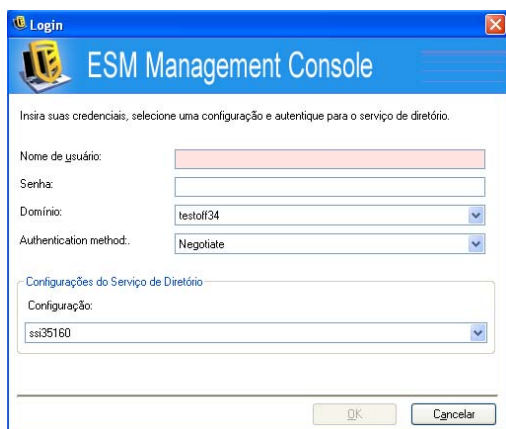 Login
ESM Management Console
Insira suas credenciais, selecione uma configuração e autentique para o serviço de diretório.
Nome de usuário:
Senha:
Domínio:
testoff34
Authentication method:.
Negotiate
Configurações do Serviço de Diretório
Configuração:
ssi35160
OK
Cancelar